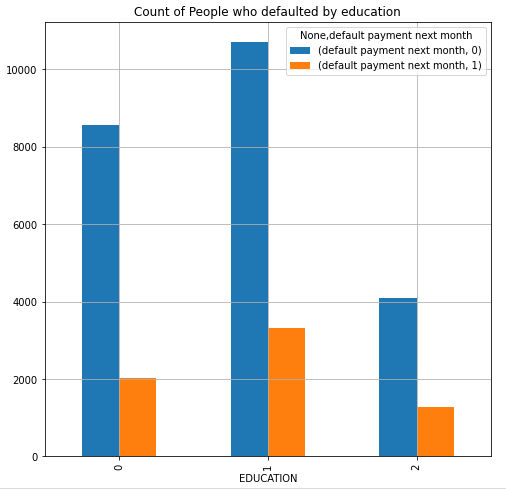 Count of People who defaulted by education
None,default payment next month
(default payment next month, 0)
(default payment next month, 1)
10000
8000
6000
4000
2000
0
0 1 2
EDUCATION